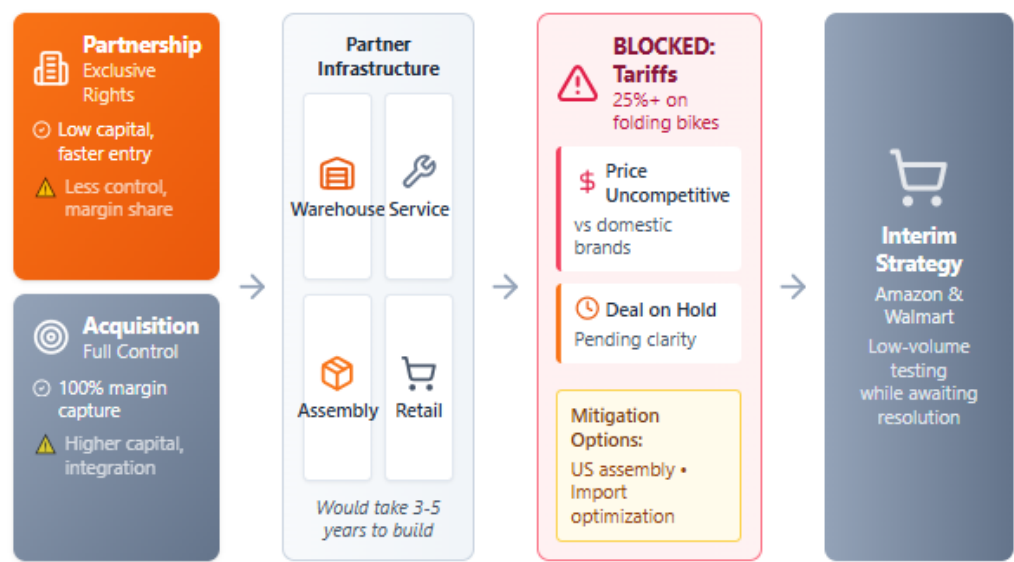 Partnership
Exclusive
Rights
Low capital,
faster entry
Less control,
margin share
Acquisition
Full Control
100% margin
capture
Higher capital,
integration
Partner
Infrastructure
Warehouse
Service
Assembly
Retail
Would take 3-5
years to build
BLOCKED:
Tariffs
25%+ on
folding bikes
$ Price
Uncompetitive
vs domestic
brands
Deal on Hold
Pending clarity
Mitigation
Options:
US assembly •
Import
optimization
Interim
Strategy
Amazon &
Walmart
Low-volume
testing
while awaiting
resolution